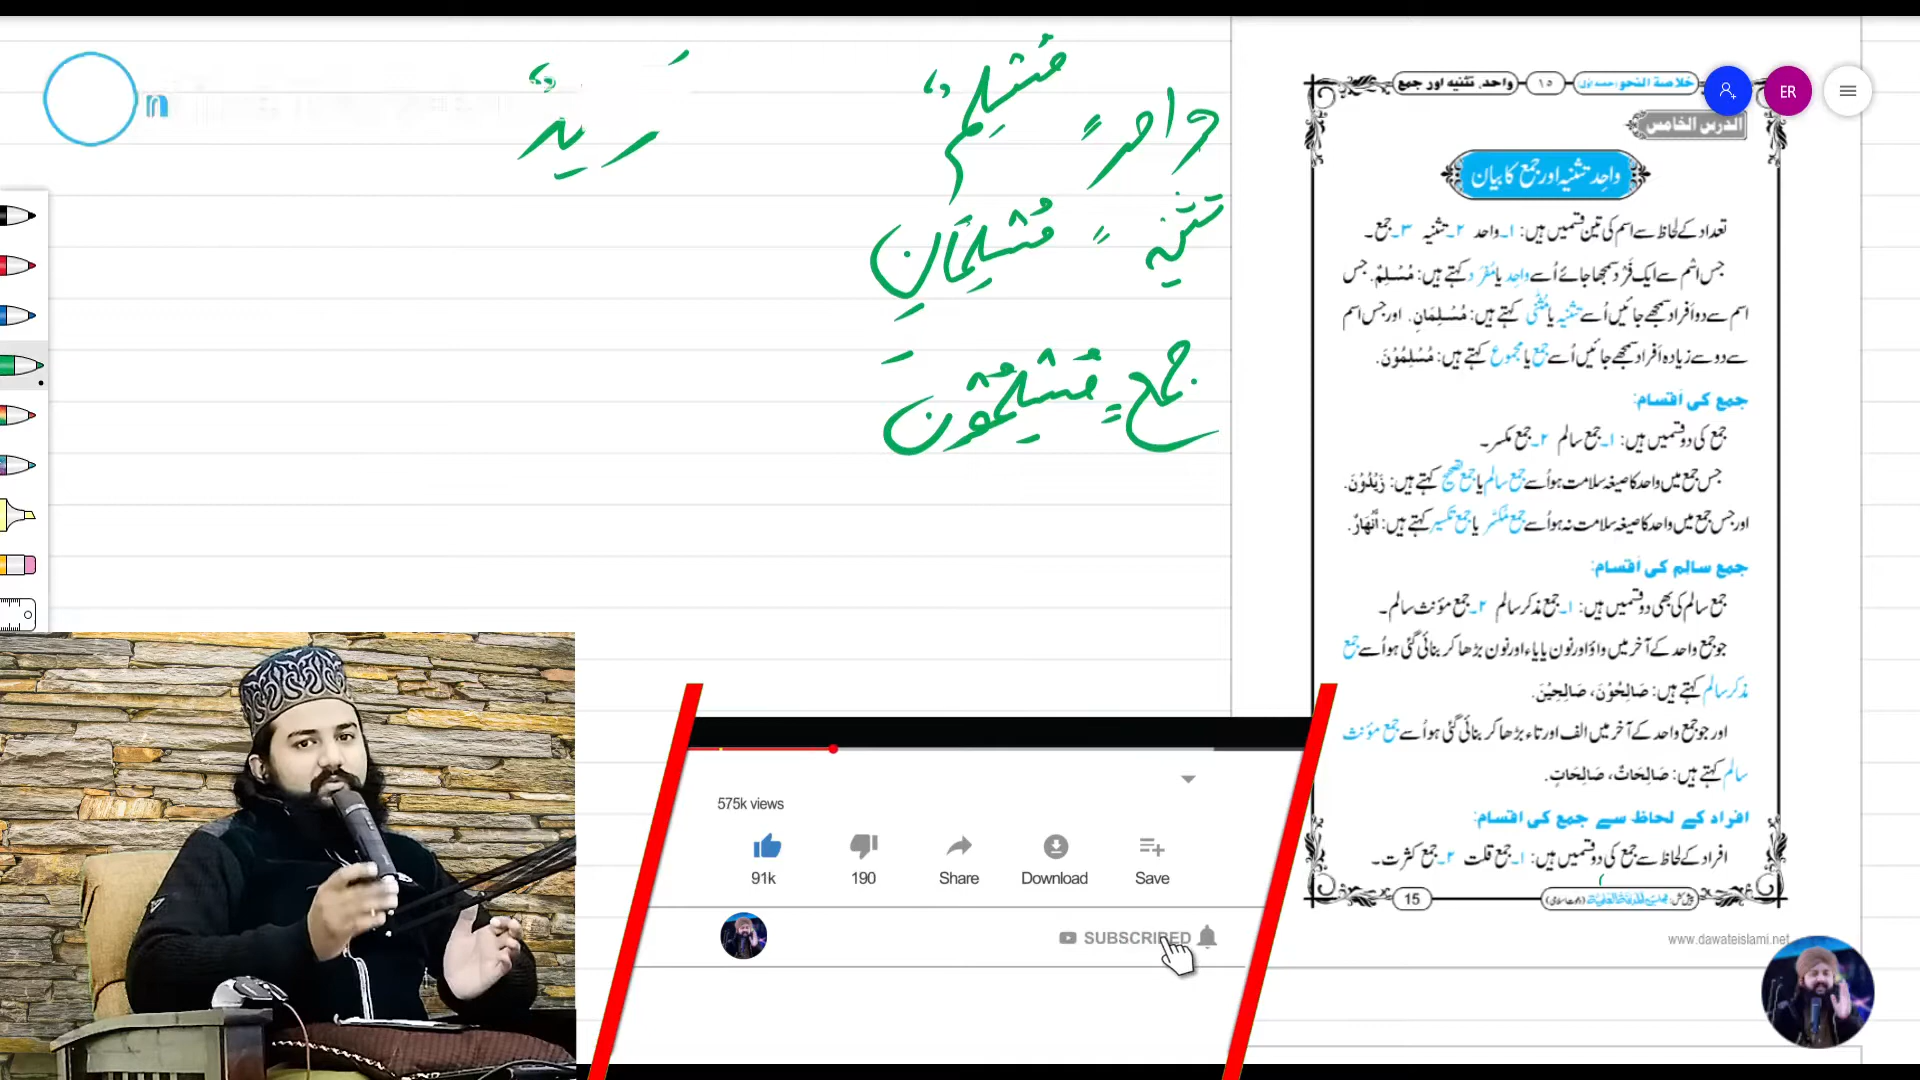 واحد = مُسْلِمٌ
تثنیہ = مُسْلِمَانِ
جمع = مُسْلِمُوْنَ
n
ER
خلاصۃ النحو (حصہ اول) ١٥ واحد، تثنیہ اور جمع
الدرس الخامس
واحد تثنیہ اور جمع کا بیان
تعداد کے لحاظ سے اسم کی تین قسمیں ہیں: ۱۔واحد ۲۔تثنیہ ۳۔جمع۔
جس اسْم سے ایک فَرْد سمجھا جائے اُسے واحِد یا مُفرَد کہتے ہیں: مُسْلِمٌ. جس
اسم سے دو اَفراد سمجھے جائیں اُسے تثنیہ یا مُثنّٰی کہتے ہیں: مُسْلِمَانِ. اور جس اسم
سے دو سے زیادہ اَفراد سمجھے جائیں اُسے جمع یا مجموع کہتے ہیں: مُسْلِمُوْنَ.
جمع کی اَقسام:
جمع کی دو قسمیں ہیں: ۱۔جمع سالم ۲۔جمع مکسر۔
جس جمع میں واحد کا صیغہ سلامت ہو اُسے جمع سالم یا جمع صحیح کہتے ہیں: زَیْدُوْنَ.
اور جس جمع میں واحد کا صیغہ سلامت نہ ہو اُسے جمع مُکَسَّر یا جمع تکسیر کہتے ہیں: أَنْهَارٌ.
جمع سالِم کی اَقسام:
جمع سالم کی بھی دو قسمیں ہیں: ۱۔جمع مذکر سالم ۲۔جمع مؤنث سالم۔
جو جمع واحد کے آخر میں واؤ اور نون یا یاء اور نون بڑھا کر بنائی گئی ہو اُسے جمع
مذکر سالم کہتے ہیں: صَالِحُوْنَ، صَالِحِيْنَ.
اور جو جمع واحد کے آخر میں الف اور تاء بڑھا کر بنائی گئی ہو اُسے جمع مؤنث
سالم کہتے ہیں: صَالِحَاتٌ، صَالِحَاتٍ.
افراد کے لحاظ سے جمع کی اقسام:
افراد کے لحاظ سے جمع کی دو قسمیں ہیں: ۱۔جمع قلت ۲۔جمع کثرت۔
15
www.dawateislami.net
575k views
91k 190 Share Download Save
SUBSCRIBED